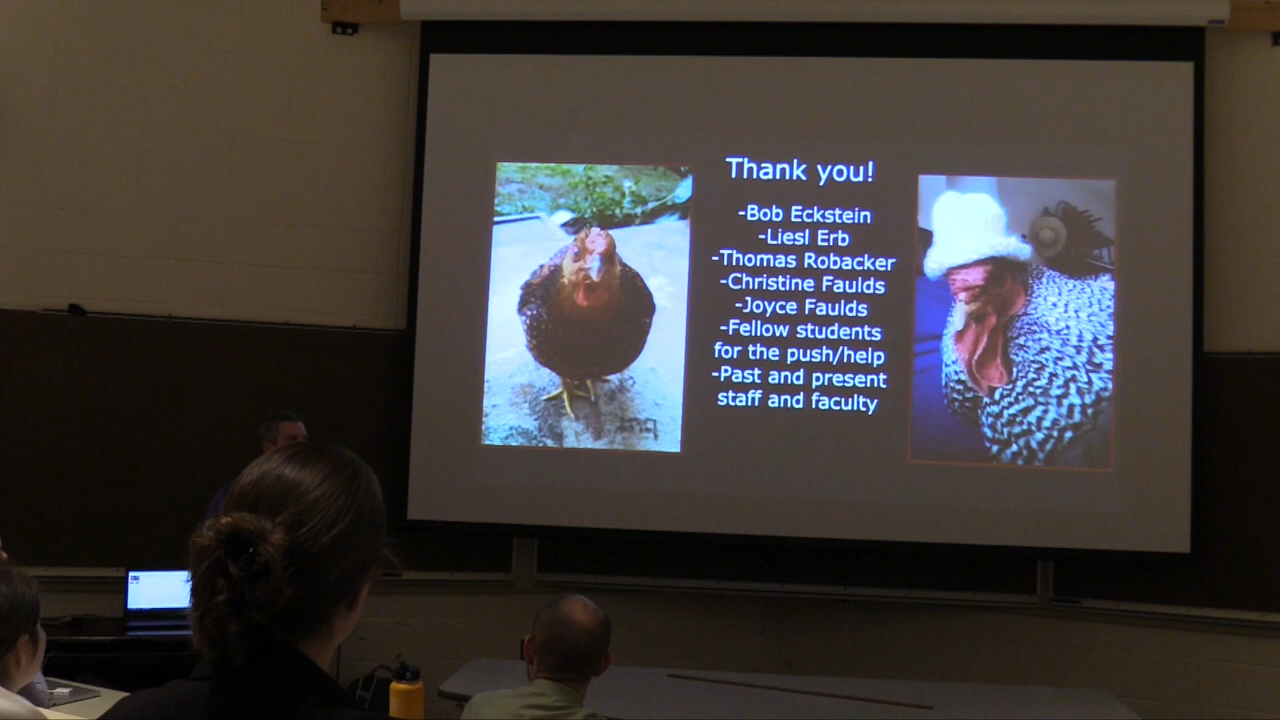 Thank you!
-Bob Eckstein
-Liesl Erb
-Thomas Robacker
-Christine Faulds
-Joyce Faulds
-Fellow students
for the push/help
-Past and present
staff and faculty